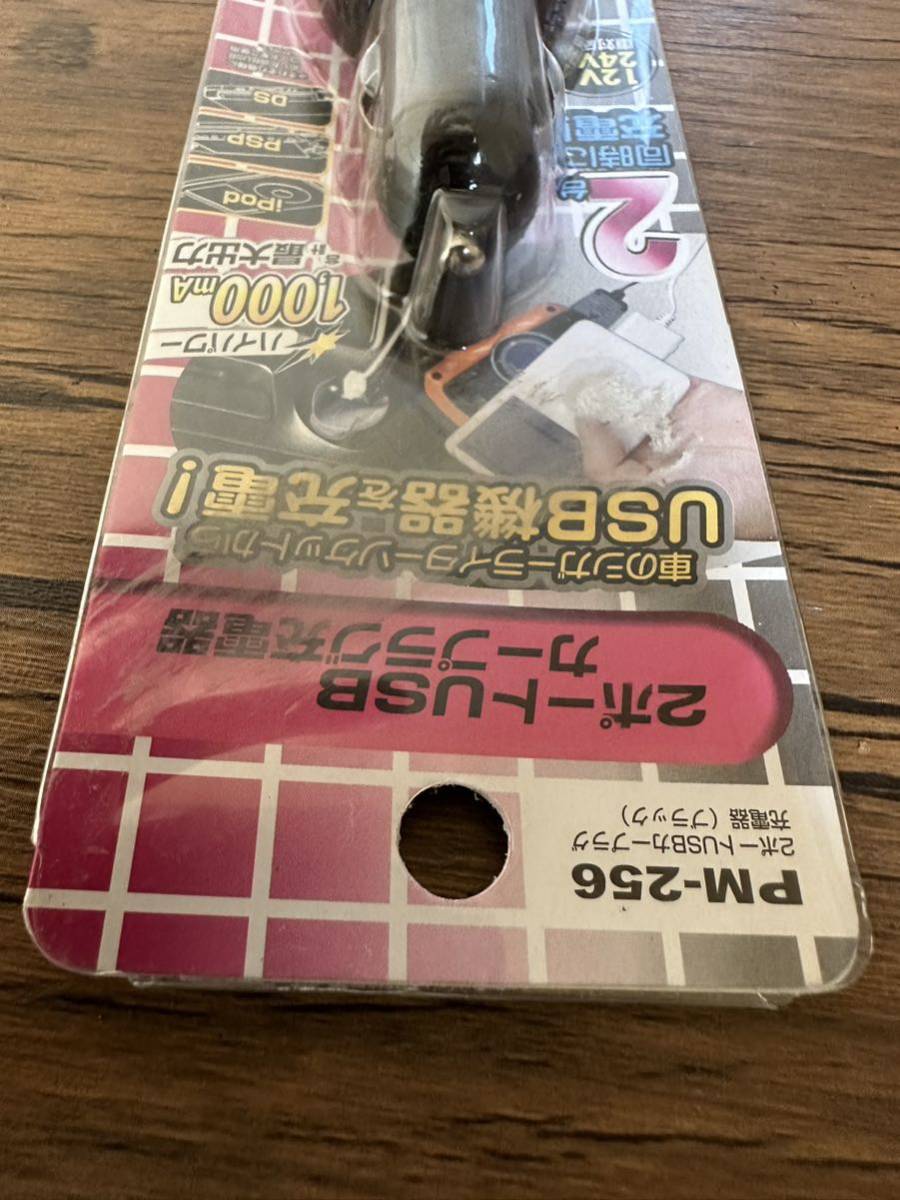 PM-256
2ポートUSBカープラグ
充電器（ブラック）
2ポートUSB
カープラグ充電器
車のシガーライターソケットから
USB機器を充電！
ハイパワー
1,000mA
合計最大出力
2台
同時に
充電！
12V
24V
iPod
PSP
DS